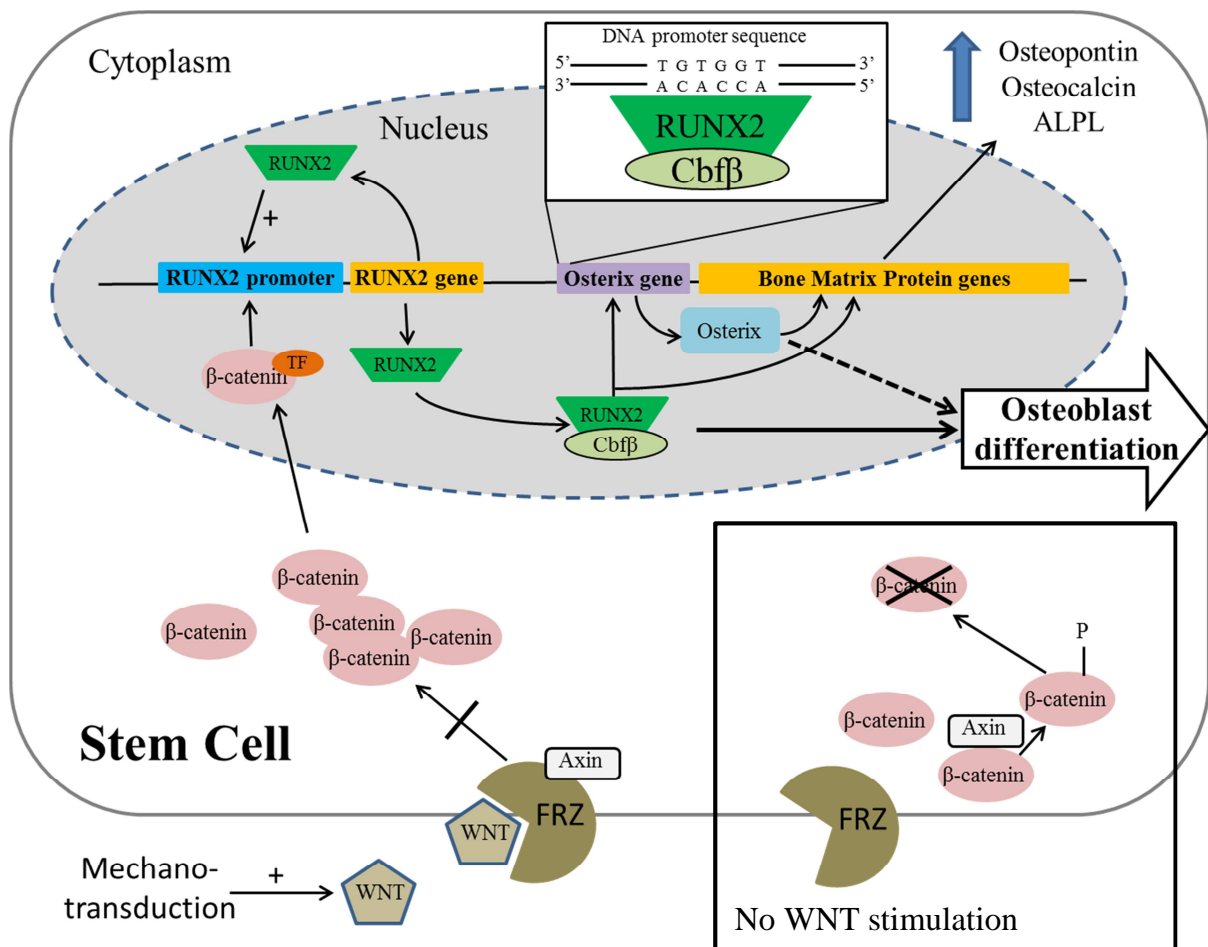 Cytoplasm
Nucleus
DNA promoter sequence
5’ T G T G G T 3’
3’ A C A C C A 5’
RUNX2
Cbfβ
Osteopontin
Osteocalcin
ALPL
RUNX2
+
RUNX2 promoter
RUNX2 gene
Osterix gene
Bone Matrix Protein genes
Osterix
TF
β-catenin
RUNX2
RUNX2
Cbfβ
Osteoblast
differentiation
β-catenin
β-catenin
β-catenin
β-catenin
β-catenin
Stem Cell
Axin
FRZ
WNT
Mechano-
transduction
+
WNT
β-catenin
P
β-catenin
β-catenin
Axin
β-catenin
FRZ
No WNT stimulation